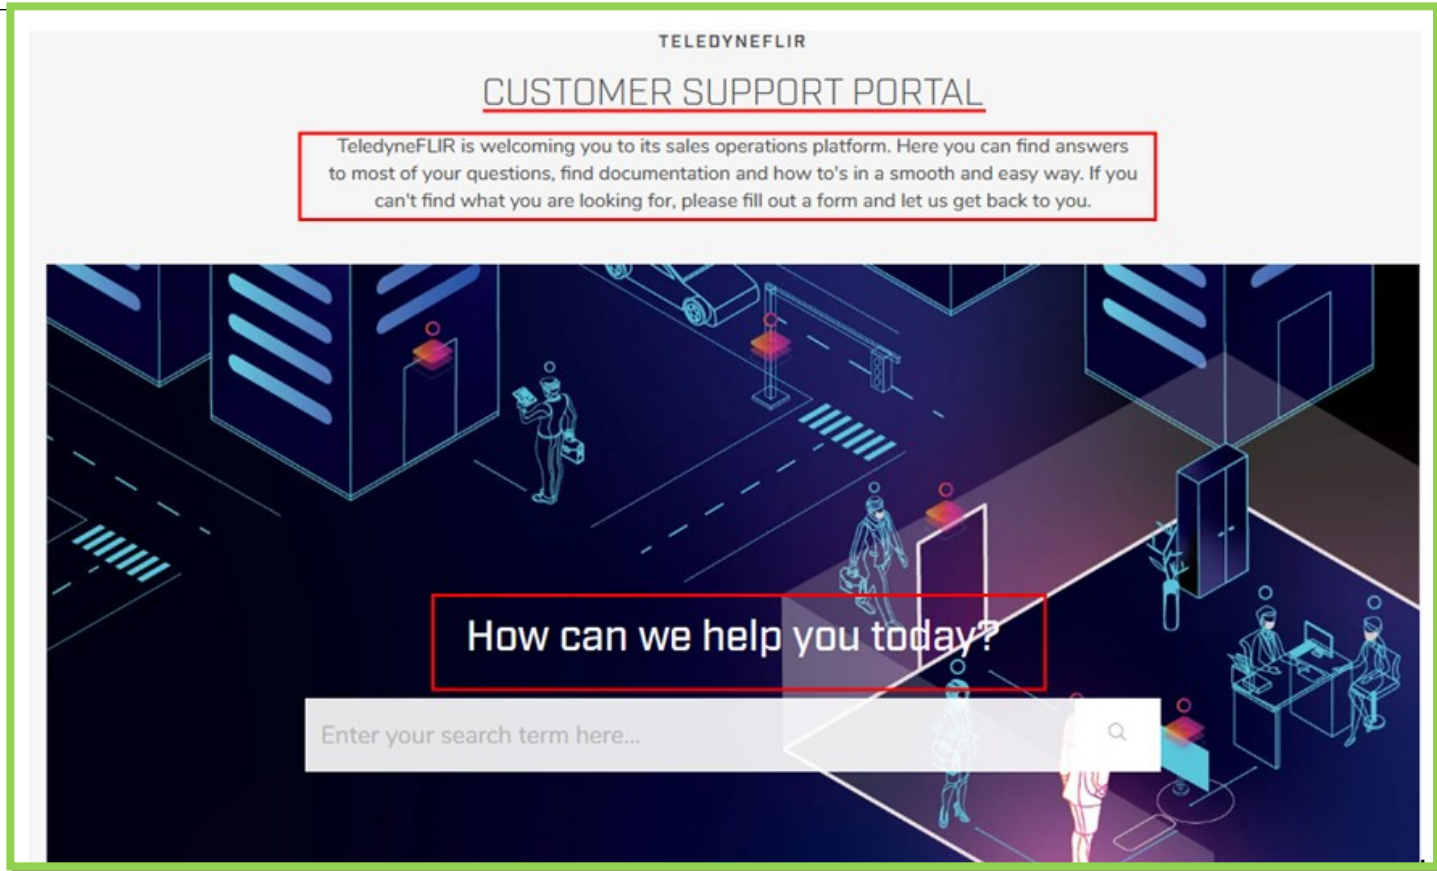 TELEDYNEFLIR
CUSTOMER SUPPORT PORTAL
TeledyneFLIR is welcoming you to its sales operations platform. Here you can find answers
to most of your questions, find documentation and how to's in a smooth and easy way. If you
can't find what you are looking for, please fill out a form and let us get back to you.
How can we help you today?
Enter your search term here...